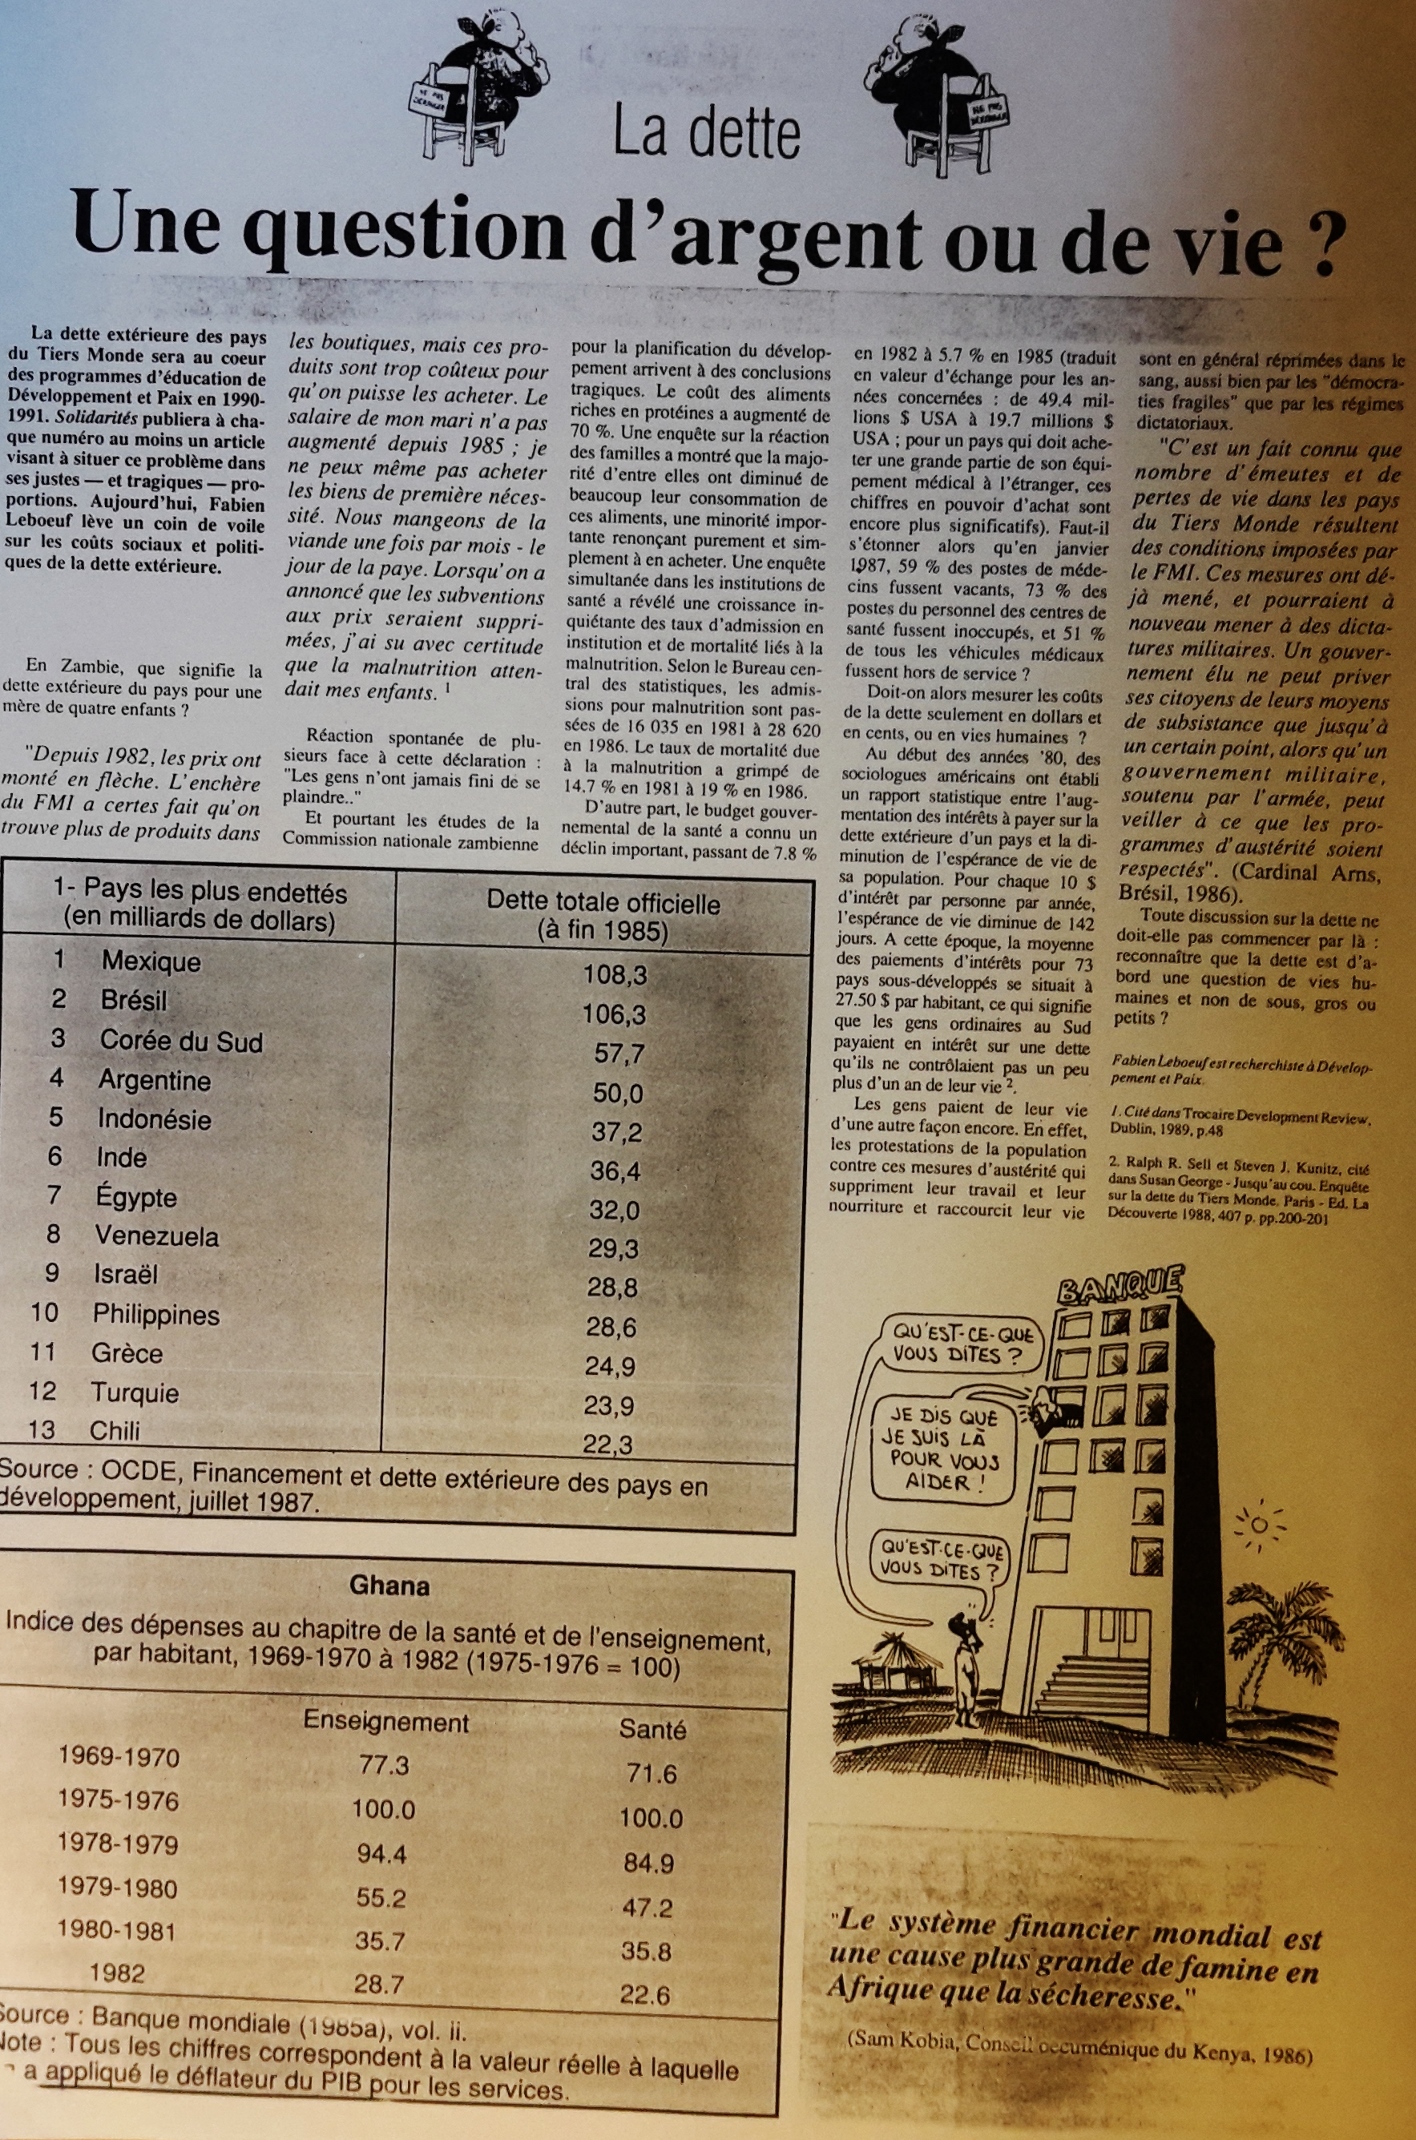 NE PAS
DERANGER
NE PAS
DERANGER
La dette
Une question d'argent ou de vie ?
La dette extérieure des pays
du Tiers Monde sera au coeur
des programmes d'éducation de
Développement et Paix en 1990-
1991. Solidarités publiera à cha-
que numéro au moins un article
visant à situer ce problème dans
ses justes — et tragiques — pro-
portions. Aujourd'hui, Fabien
Leboeuf lève un coin de voile
sur les coûts sociaux et politi-
ques de la dette extérieure.
En Zambie, que signifie la
dette extérieure du pays pour une
mère de quatre enfants ?
"Depuis 1982, les prix ont
monté en flèche. L'enchère
du FMI a certes fait qu'on
trouve plus de produits dans
les boutiques, mais ces pro-
duits sont trop coûteux pour
qu'on puisse les acheter. Le
salaire de mon mari n'a pas
augmenté depuis 1985 ; je
ne peux même pas acheter
les biens de première néces-
sité. Nous mangeons de la
viande une fois par mois - le
jour de la paye. Lorsqu'on a
annoncé que les subventions
aux prix seraient suppri-
mées, j'ai su avec certitude
que la malnutrition atten-
dait mes enfants. 1
Réaction spontanée de plu-
sieurs face à cette déclaration :
"Les gens n'ont jamais fini de se
plaindre.."
Et pourtant les études de la
Commission nationale zambienne
pour la planification du dévelop-
pement arrivent à des conclusions
tragiques. Le coût des aliments
riches en protéines a augmenté de
70 %. Une enquête sur la réaction
des familles a montré que la majo-
rité d'entre elles ont diminué de
beaucoup leur consommation de
ces aliments, une minorité impor-
tante renonçant purement et sim-
plement à en acheter. Une enquête
simultanée dans les institutions de
santé a révélé une croissance in-
quiétante des taux d'admission en
institution et de mortalité liés à la
malnutrition. Selon le Bureau cen-
tral des statistiques, les admis-
sions pour malnutrition sont pas-
sées de 16 035 en 1981 à 28 620
en 1986. Le taux de mortalité due
à la malnutrition a grimpé de
14,7 % en 1981 à 19 % en 1986.
D'autre part, le budget gouver-
nemental de la santé a connu un
déclin important, passant de 7.8 %
en 1982 à 5.7 % en 1985 (traduit
en valeur d'échange pour les an-
nées concernées : de 49.4 mil-
lions $ USA à 19.7 millions $
USA ; pour un pays qui doit ache-
ter une grande partie de son équi-
pement médical à l'étranger, ces
chiffres en pouvoir d'achat sont
encore plus significatifs). Faut-il
s'étonner alors qu'en janvier
1987, 59 % des postes de méde-
cins fussent vacants, 73 % des
postes du personnel des centres de
santé fussent inoccupés, et 51 %
de tous les véhicules médicaux
fussent hors de service ?
Doit-on alors mesurer les coûts
de la dette seulement en dollars et
en cents, ou en vies humaines ?
Au début des années '80, des
sociologues américains ont établi
un rapport statistique entre l'aug-
mentation des intérêts à payer sur la
dette extérieure d'un pays et la di-
minution de l'espérance de vie de
sa population. Pour chaque 10 $
d'intérêt par personne par année,
l'espérance de vie diminue de 142
jours. A cette époque, la moyenne
des paiements d'intérêts pour 73
pays sous-développés se situait à
27.50 $ par habitant, ce qui signifie
que les gens ordinaires au Sud
payaient en intérêt sur une dette
qu'ils ne contrôlaient pas un peu
plus d'un an de leur vie 2.
Les gens paient de leur vie
d'une autre façon encore. En effet,
les protestations de la population
contre ces mesures d'austérité qui
suppriment leur travail et leur
nourriture et raccourcit leur vie
sont en général réprimées dans le
sang, aussi bien par les "démocra-
ties fragiles" que par les régimes
dictatoriaux.
"C'est un fait connu que
nombre d'émeutes et de
pertes de vie dans les pays
du Tiers Monde résultent
des conditions imposées par
le FMI. Ces mesures ont dé-
jà mené, et pourraient à
nouveau mener à des dicta-
tures militaires. Un gouver-
nement élu ne peut priver
ses citoyens de leurs moyens
de subsistance que jusqu'à
un certain point, alors qu'un
gouvernement militaire,
soutenu par l'armée, peut
veiller à ce que les pro-
grammes d'austérité soient
respectés". (Cardinal Arns,
Brésil, 1986).
Toute discussion sur la dette ne
doit-elle pas commencer par là :
reconnaître que la dette est d'a-
bord une question de vies hu-
maines et non de sous, gros ou
petits ?
Fabien Leboeuf est recherchiste à Dévelop-
pement et Paix.
1. Cité dans Trocaire Development Review,
Dublin, 1989, p.48
2. Ralph R. Sell et Steven J. Kunitz, cité
dans Susan George - Jusqu'au cou. Enquête
sur la dette du Tiers Monde. Paris - Ed. La
Découverte 1988, 407 p. pp.200-201
1- Pays les plus endettés
(en milliards de dollars)
Dette totale officielle
(à fin 1985)
1 Mexique 108,3
2 Brésil 106,3
3 Corée du Sud 57,7
4 Argentine 50,0
5 Indonésie 37,2
6 Inde 36,4
7 Égypte 32,0
8 Venezuela 29,3
9 Israël 28,8
10 Philippines 28,6
11 Grèce 24,9
12 Turquie 23,9
13 Chili 22,3
Source : OCDE, Financement et dette extérieure des pays en
développement, juillet 1987.
Ghana
Indice des dépenses au chapitre de la santé et de l'enseignement,
par habitant, 1969-1970 à 1982 (1975-1976 = 100)
Enseignement Santé
1969-1970 77.3 71.6
1975-1976 100.0 100.0
1978-1979 94.4 84.9
1979-1980 55.2 47.2
1980-1981 35.7 35.8
1982 28.7 22.6
Source : Banque mondiale (1985a), vol. ii.
Note : Tous les chiffres correspondent à la valeur réelle à laquelle
a appliqué le déflateur du PIB pour les services.
BANQUE
QU'EST-CE-QUE
VOUS DITES ?
JE DIS QUE
JE SUIS LÀ
POUR VOUS
AIDER !
QU'EST-CE-QUE
VOUS DITES ?
"Le système financier mondial est
une cause plus grande de famine en
Afrique que la sécheresse."
(Sam Kobia, Conseil oecuménique du Kenya, 1986)